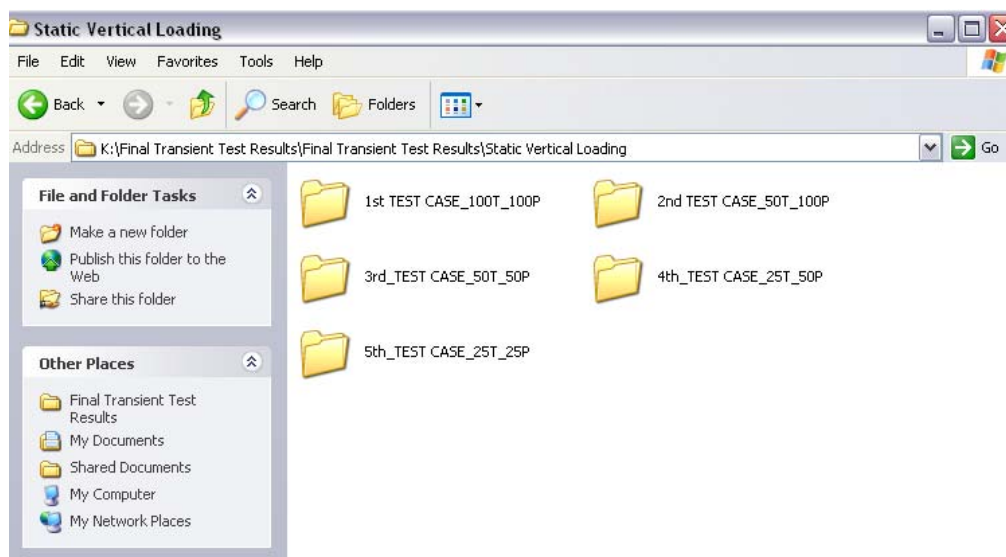 Static Vertical Loading
File Edit View Favorites Tools Help
Back Search Folders
Address K:\Final Transient Test Results\Final Transient Test Results\Static Vertical Loading Go
File and Folder Tasks
Make a new folder
Publish this folder to the
Web
Share this folder
Other Places
Final Transient Test
Results
My Documents
Shared Documents
My Computer
My Network Places
1st TEST CASE_100T_100P
2nd TEST CASE_50T_100P
3rd_TEST CASE_50T_50P
4th_TEST CASE_25T_50P
5th_TEST CASE_25T_25P